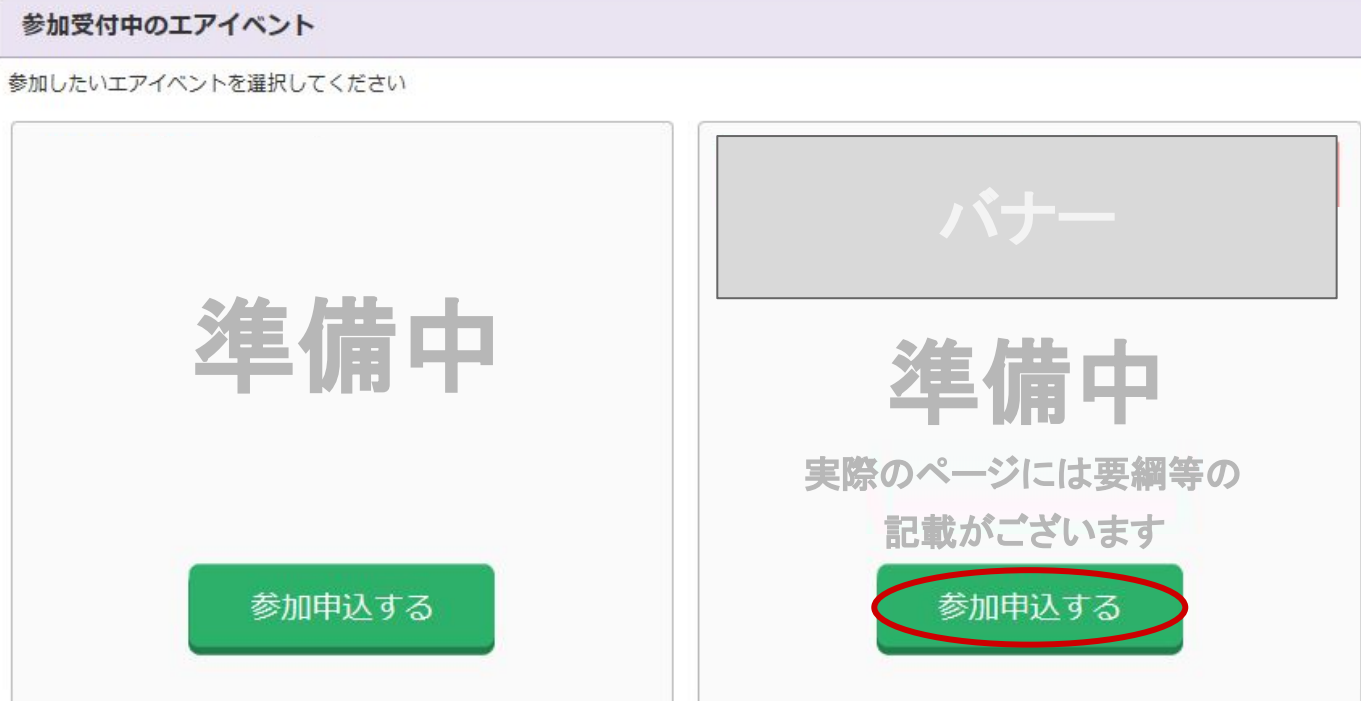 参加受付中のエアイベント
参加したいエアイベントを選択してください
準備中
参加申込する
バナー
準備中
実際のページには要綱等の
記載がございます
参加申込する